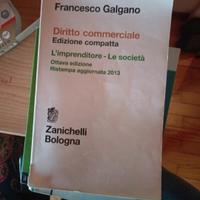 Francesco Galgano
Diritto commerciale
Edizione compatta
L'imprenditore - Le società
Ottava edizione
Ristampa aggiornata 2013
Zanichelli
Bologna